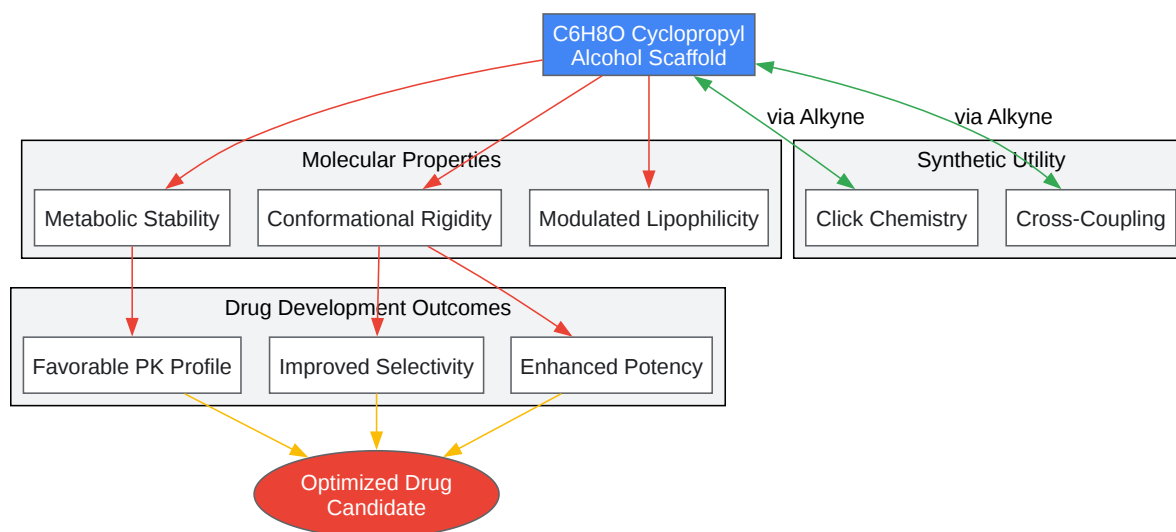 C6H8O Cyclopropyl
Alcohol Scaffold
via Alkyne
via Alkyne
Molecular Properties
Synthetic Utility
Metabolic Stability
Conformational Rigidity
Modulated Lipophilicity
Click Chemistry
Cross-Coupling
Drug Development Outcomes
Favorable PK Profile
Improved Selectivity
Enhanced Potency
Optimized Drug
Candidate